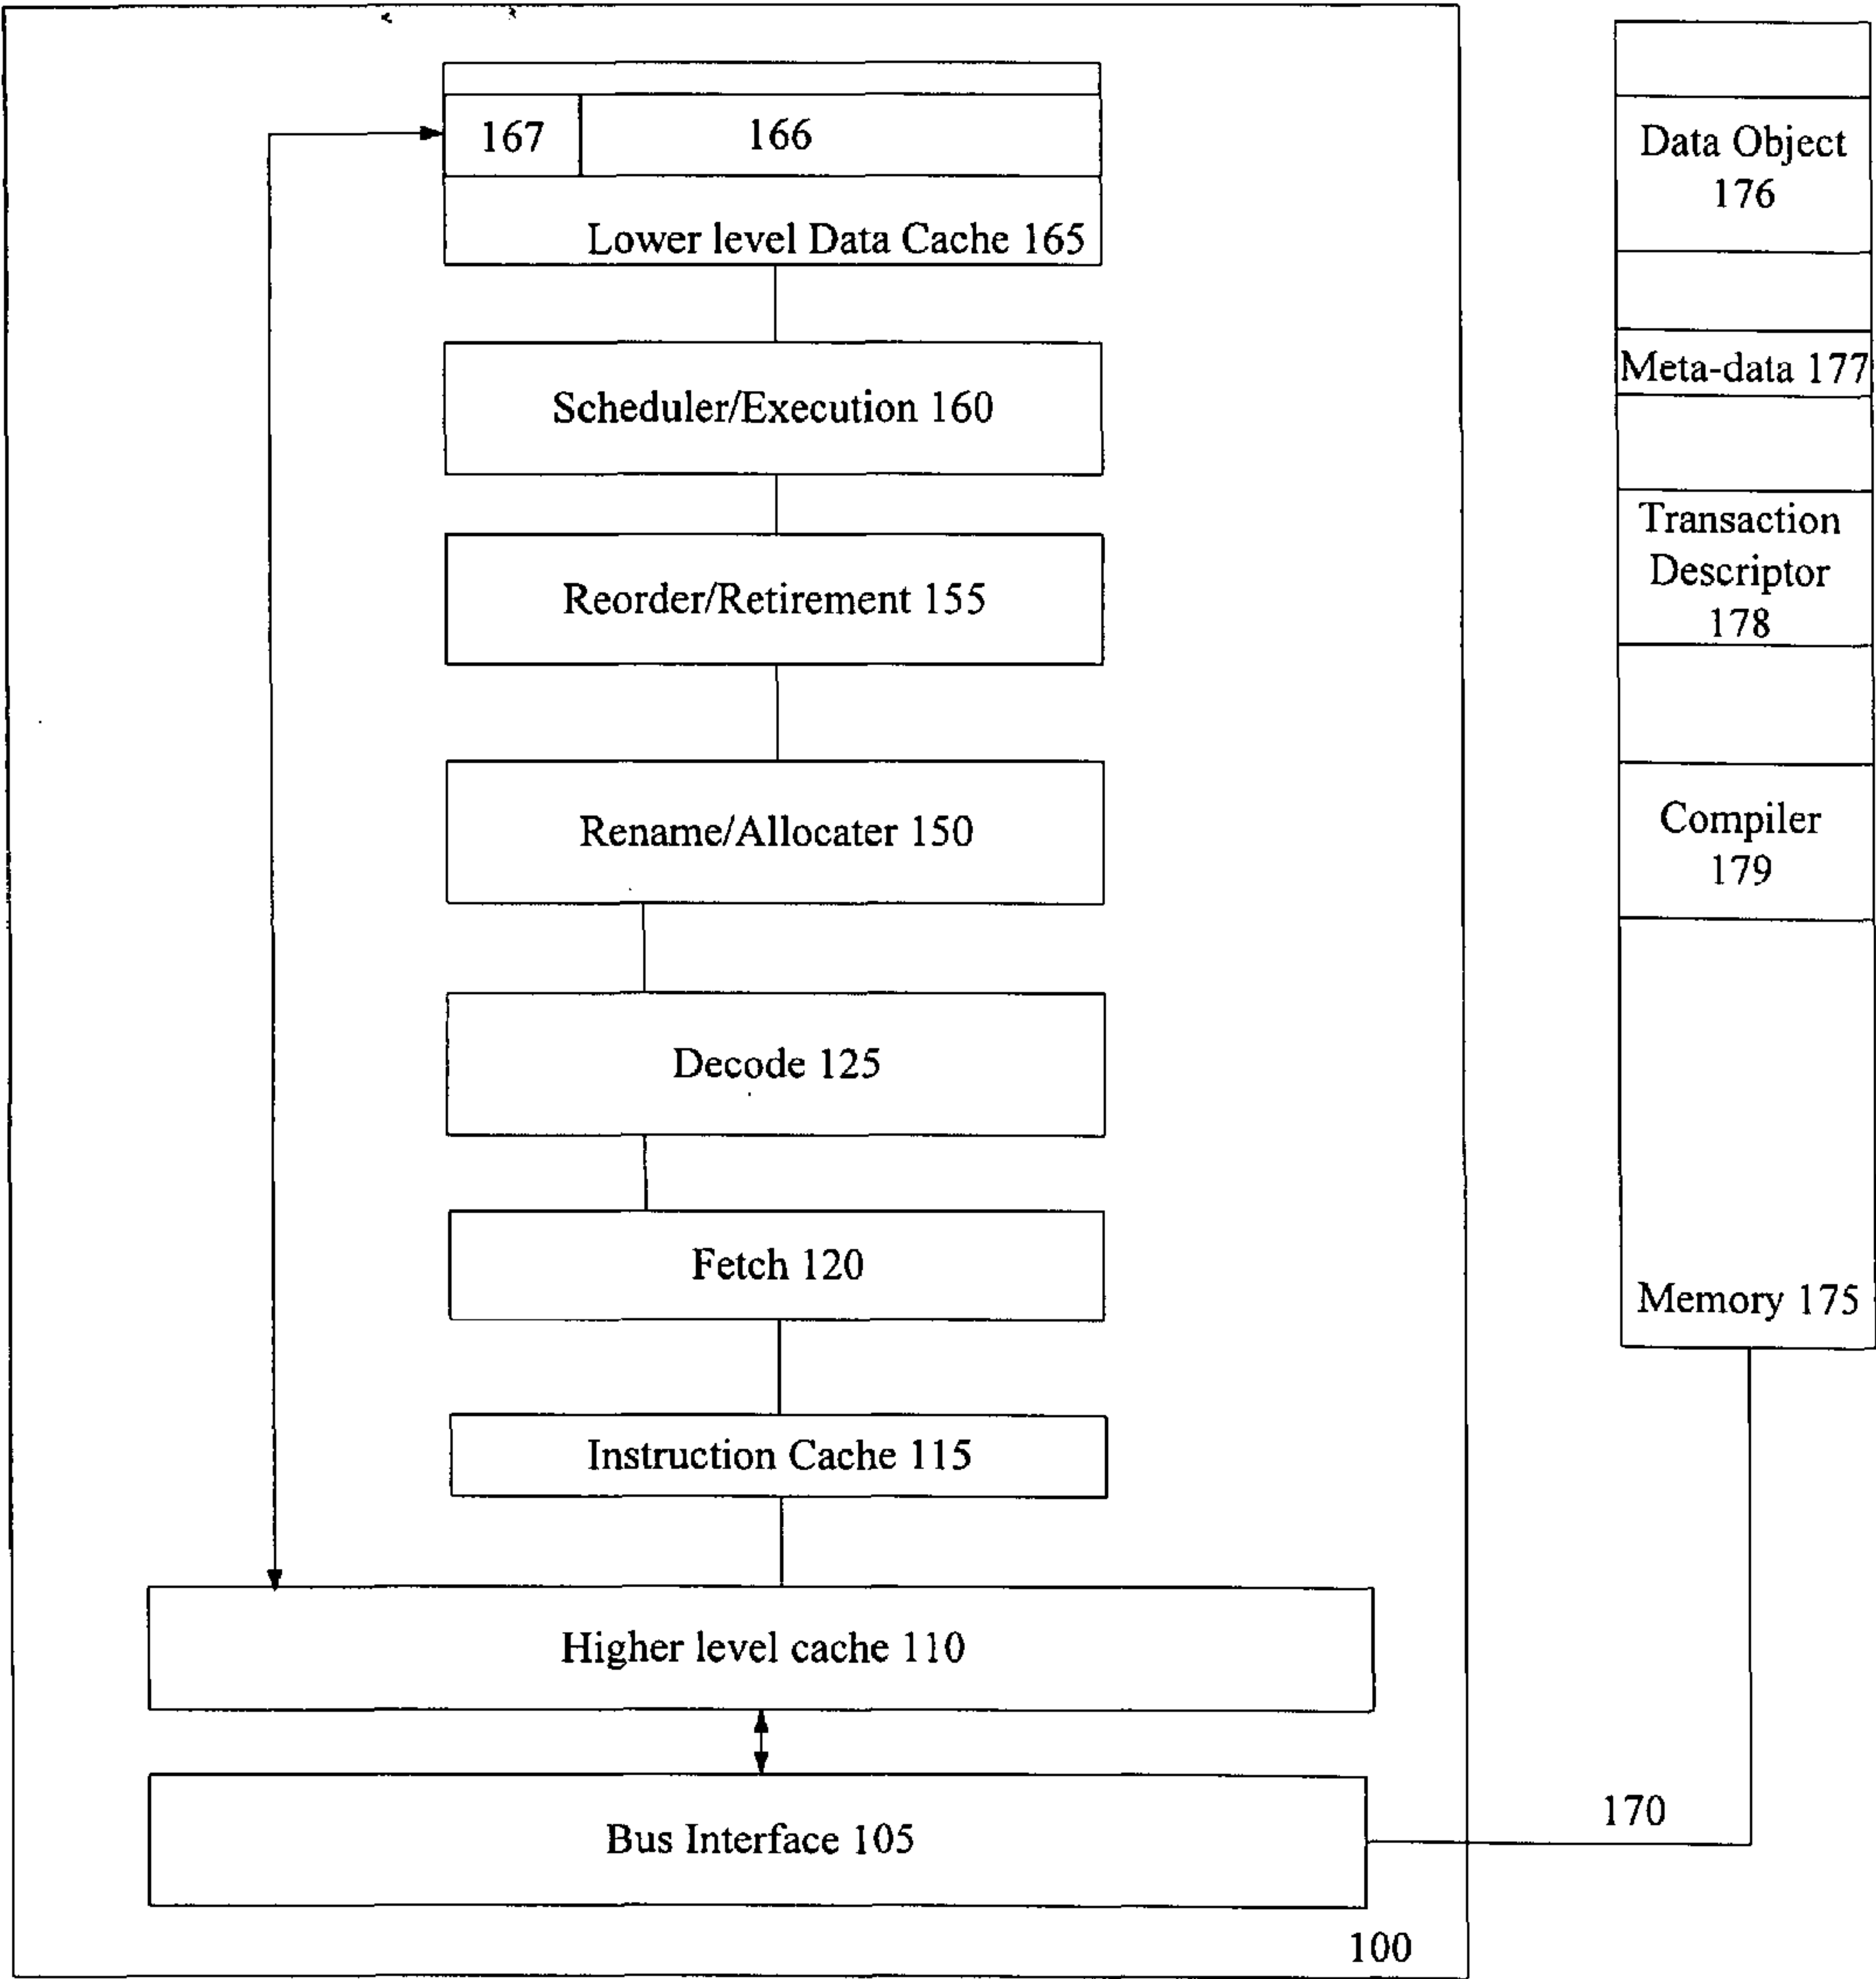 167
166
Lower level Data Cache 165
Scheduler/Execution 160
Reorder/Retirement 155
Rename/Allocater 150
Decode 125
Fetch 120
Instruction Cache 115
Higher level cache 110
Bus Interface 105
100
170
Data Object
176
Meta-data 177
Transaction
Descriptor
178
Compiler
179
Memory 175